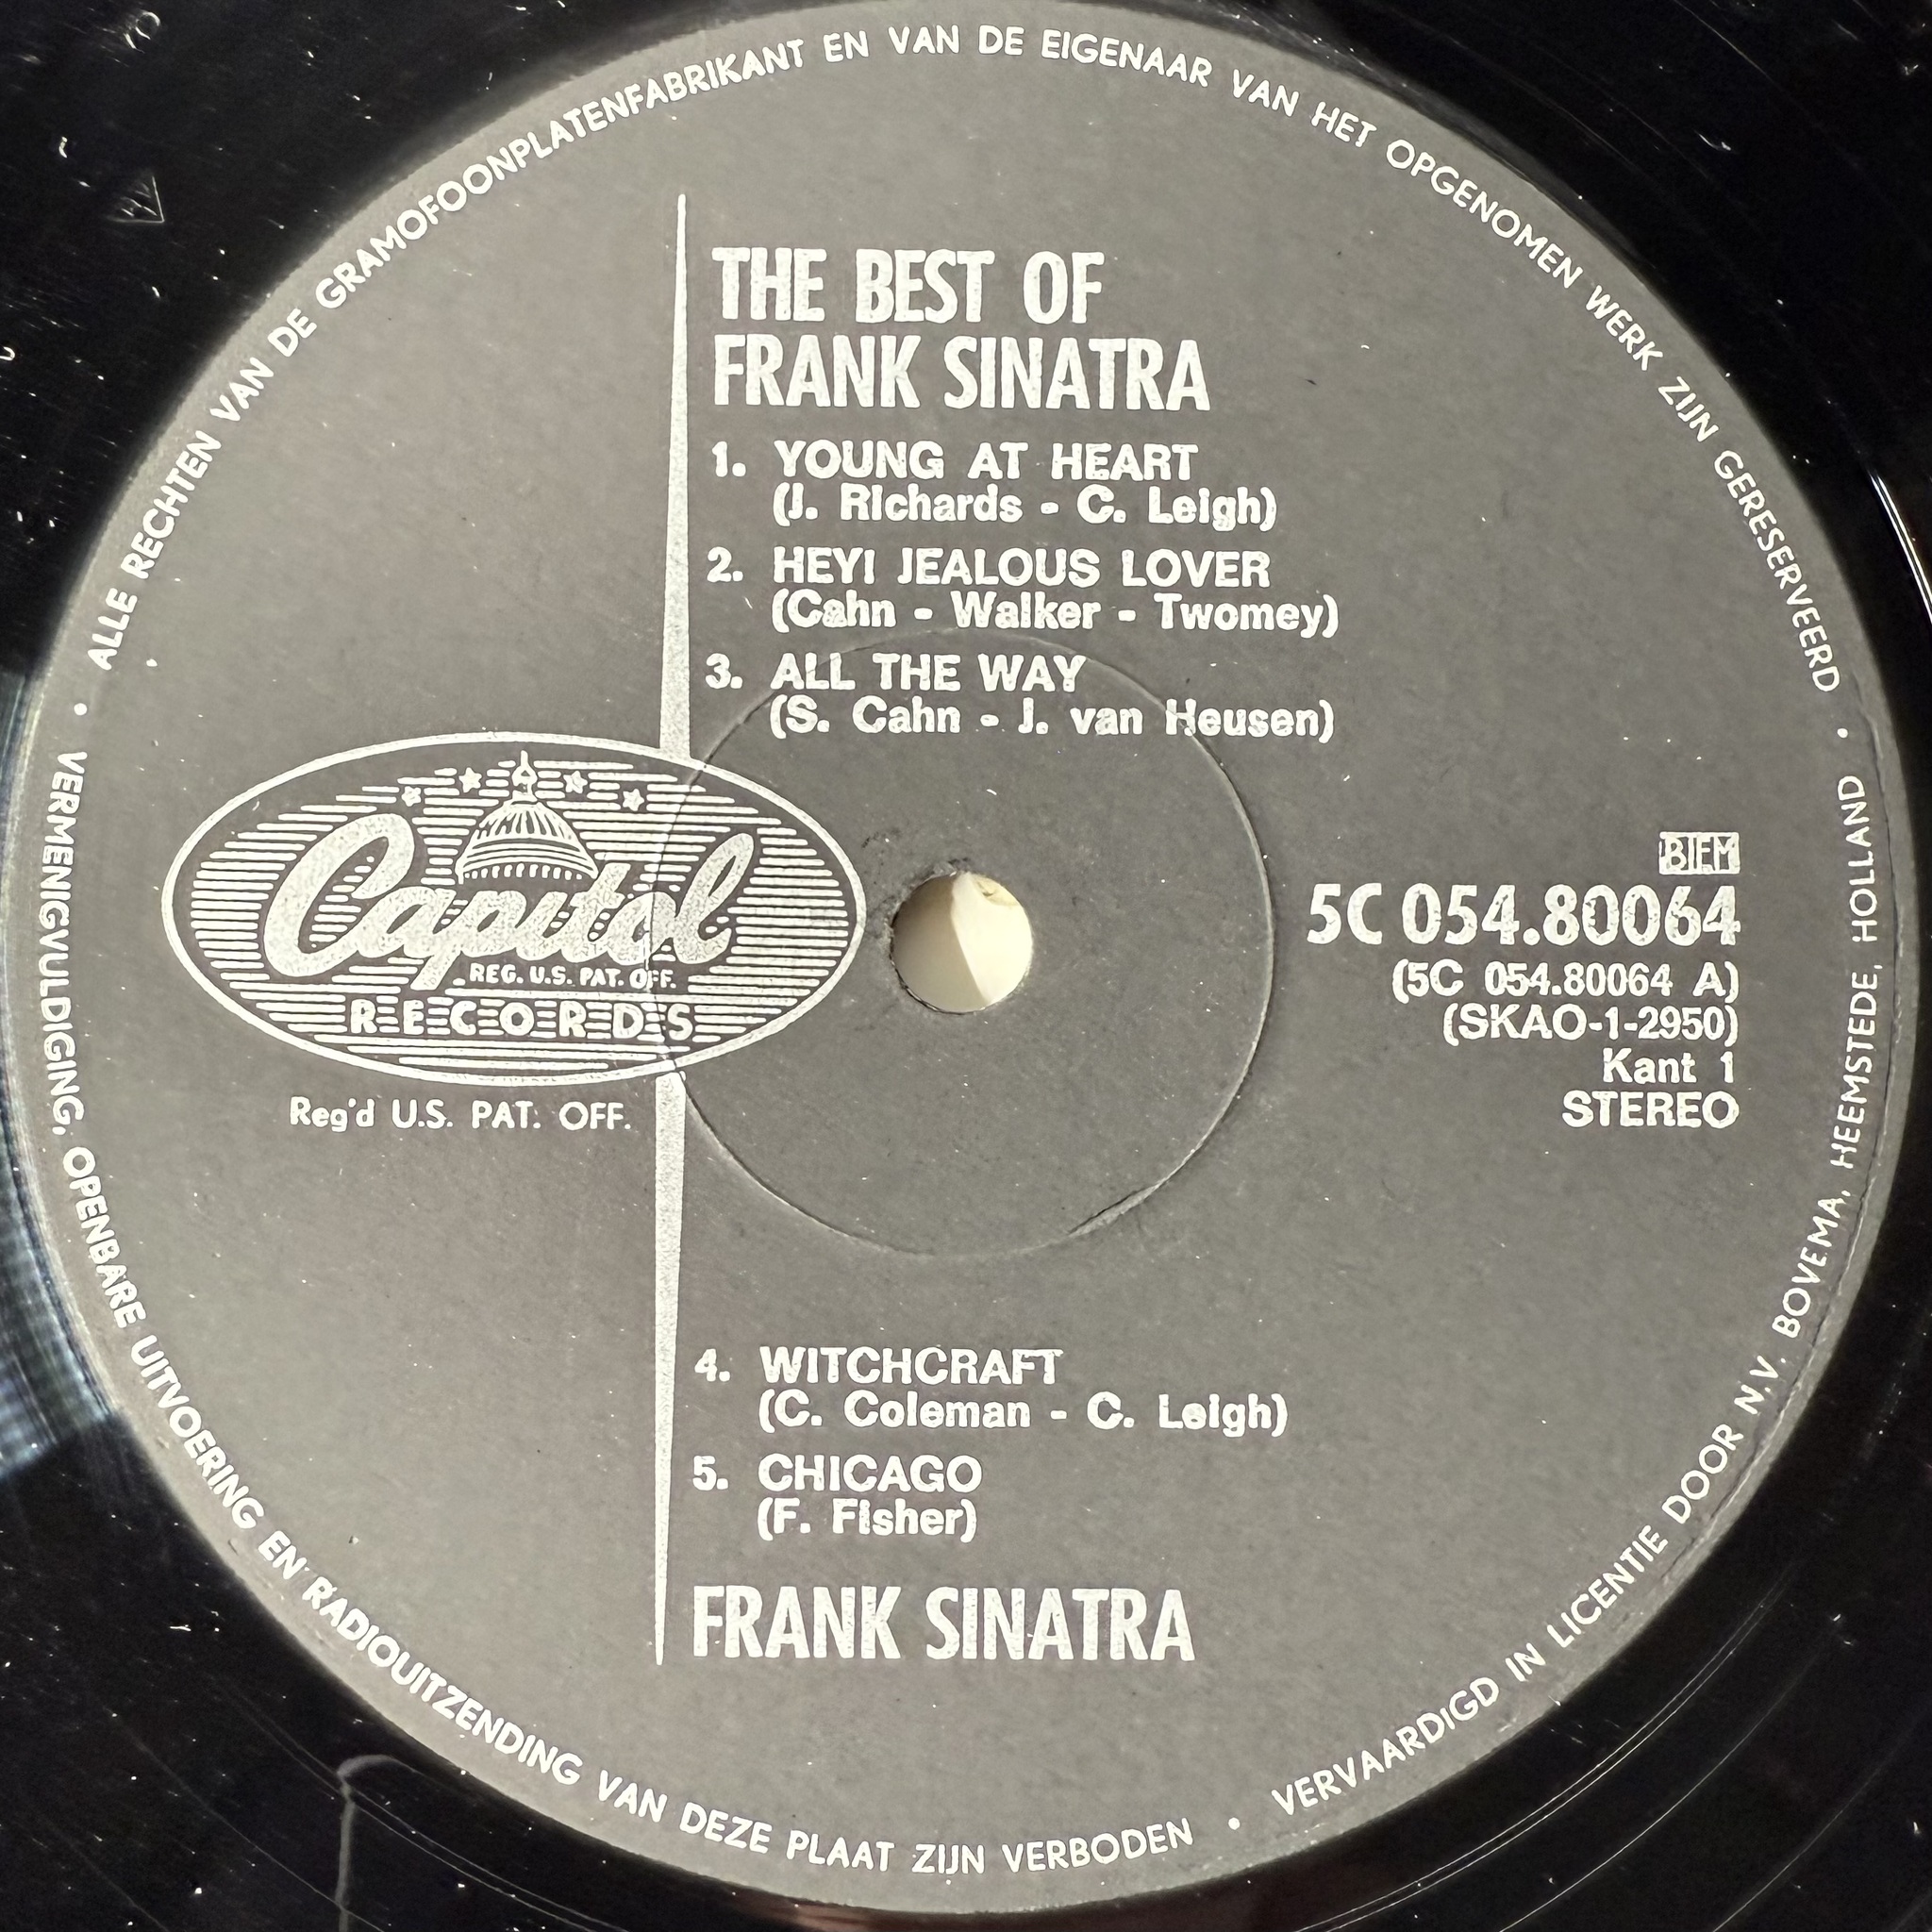 ALLE RECHTEN VAN DE GRAMOFOONPLATENFABRIKANT EN VAN DE EIGENAAR VAN HET OPGENOMEN WERK ZIJN GERESERVEERD •
THE BEST OF
FRANK SINATRA
1. YOUNG AT HEART
(J. Richards - C. Leigh)
2. HEY! JEALOUS LOVER
(Cahn - Walker - Twomey)
3. ALL THE WAY
(S. Cahn - J. van Heusen)
Capitol
REG. U.S. PAT. OFF.
RECORDS
Reg'd U.S. PAT. OFF.
BIEM
5C 054.80064
(5C 054.80064 A)
(SKAO-1-2950)
Kant 1
STEREO
4. WITCHCRAFT
(C. Coleman - C. Leigh)
5. CHICAGO
(F. Fisher)
FRANK SINATRA
• VERMENIGVULDIGING, OPENBARE UITVOERING EN RADIOUITZENDING VAN DEZE PLAAT ZIJN VERBODEN •
VERVAARDIGD IN LICENTIE DOOR N.V. BOVEMA, HEEMSTEDE, HOLLAND